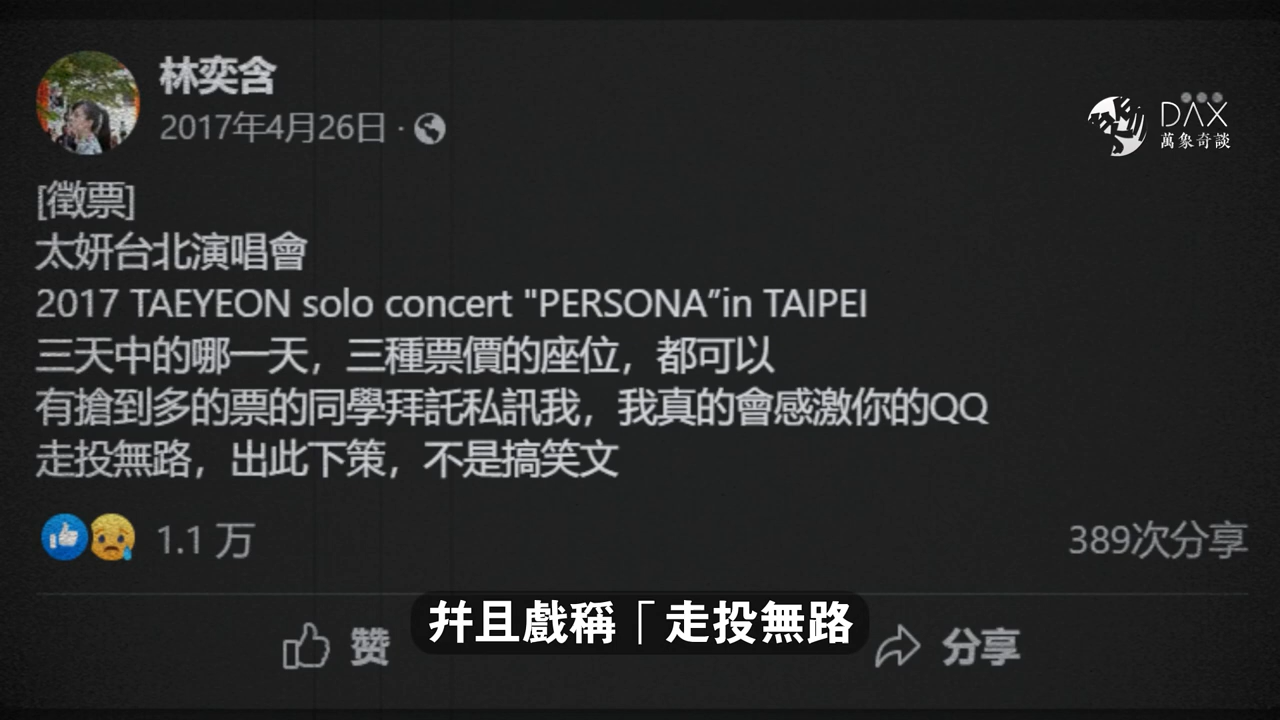 林奕含
2017年4月26日 ·
DAX
萬象奇談
[徵票]
太妍台北演唱會
2017 TAEYEON solo concert "PERSONA”in TAIPEI
三天中的哪一天，三種票價的座位，都可以
有搶到多的票的同學拜託私訊我，我真的會感激你的QQ
走投無路，出此下策，不是搞笑文
1.1 万
389次分享
赞
并且戲稱「走投無路
分享